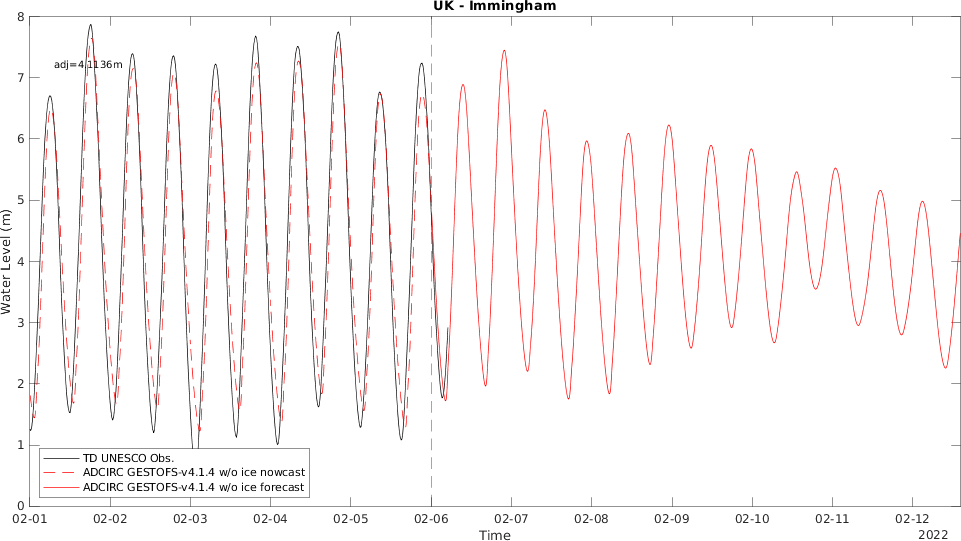 UK - Immingham
8
7
6
5
4
3
2
1
0
Water Level (m)
adj=4.1136m
TD UNESCO Obs.
ADCIRC GESTOFS-v4.1.4 w/o ice nowcast
ADCIRC GESTOFS-v4.1.4 w/o ice forecast
02-01 02-02 02-03 02-04 02-05 02-06 02-07 02-08 02-09 02-10 02-11 02-12
Time
2022